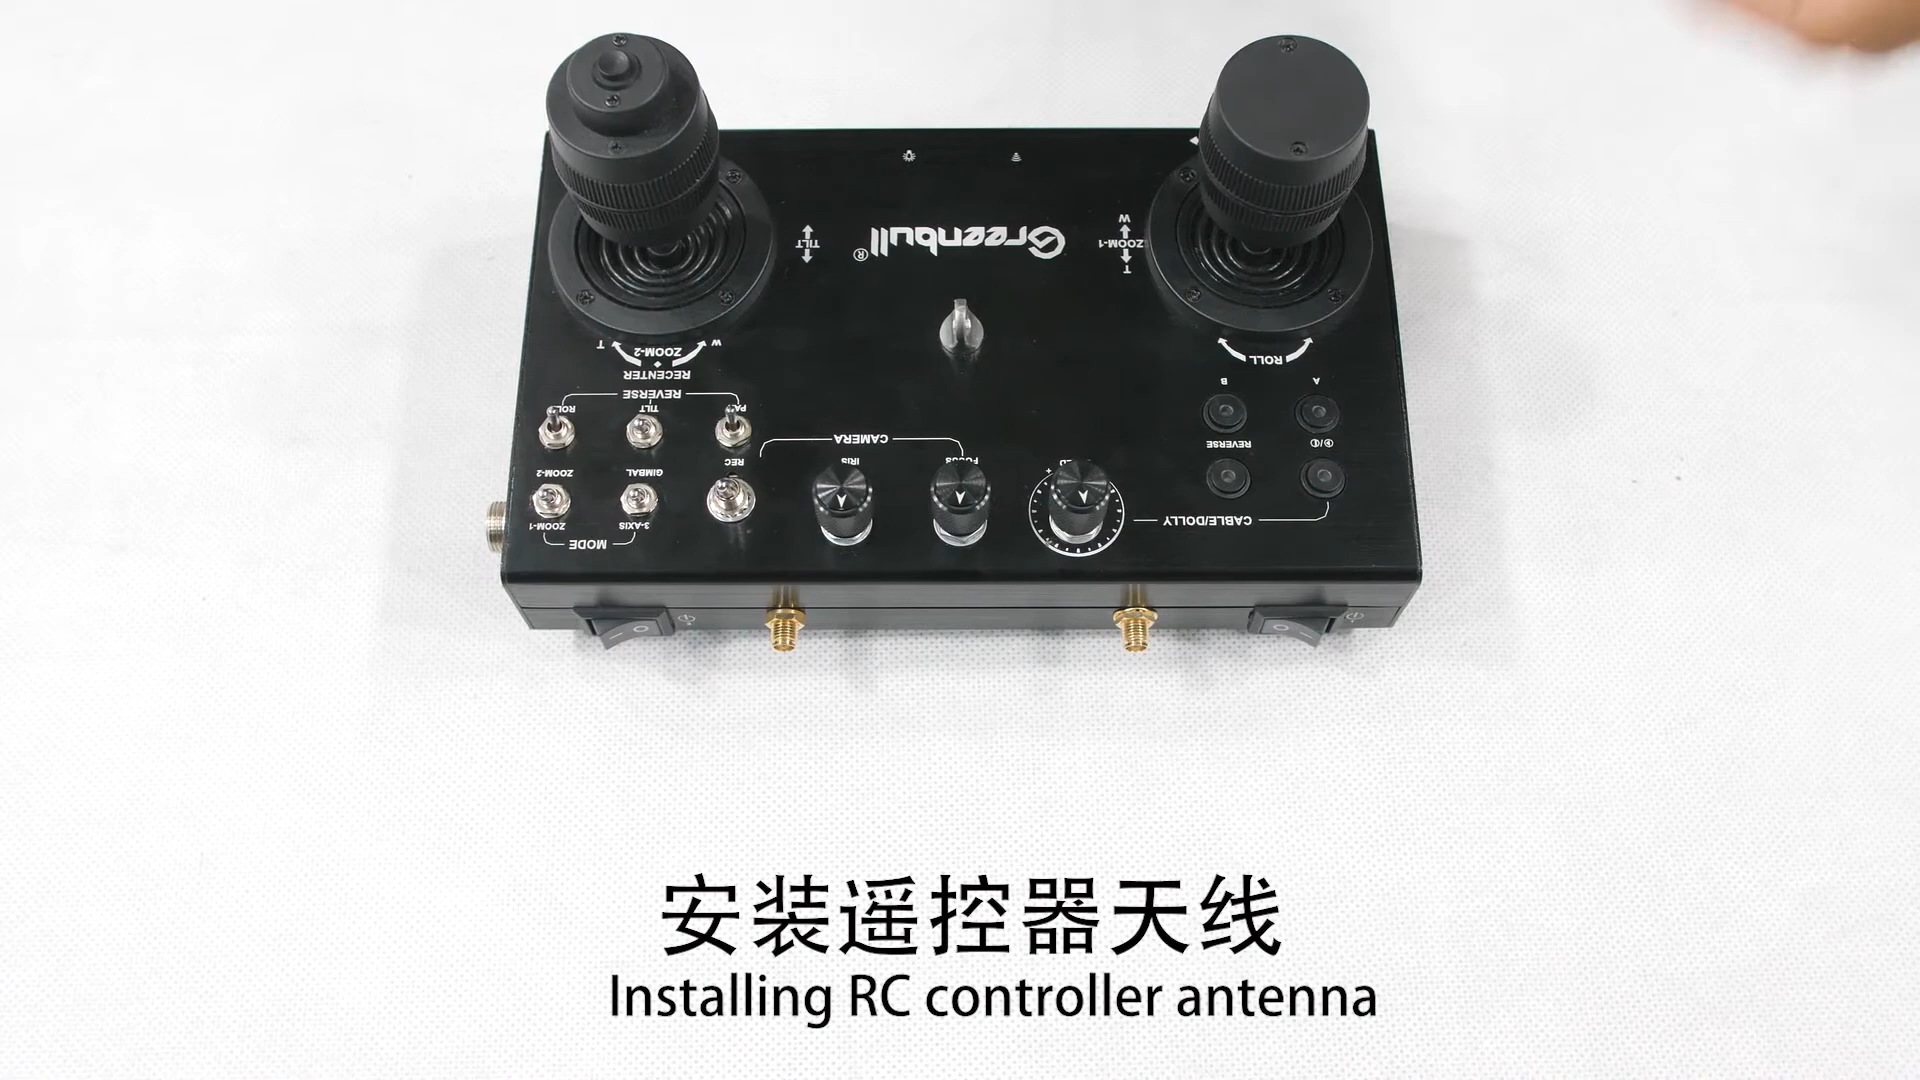 Greenbull®
TILT
W
ZOOM-1
T
T
ZOOM-2
W
RECENTER
ROLL
REVERSE
TILT
B
A
REVERSE
CAMERA
REC
IRIS
ZOOM-2
GIMBAL
ZOOM-1
3-AXIS
MODE
CABLE/DOLLY
安装遥控器天线
Installing RC controller antenna